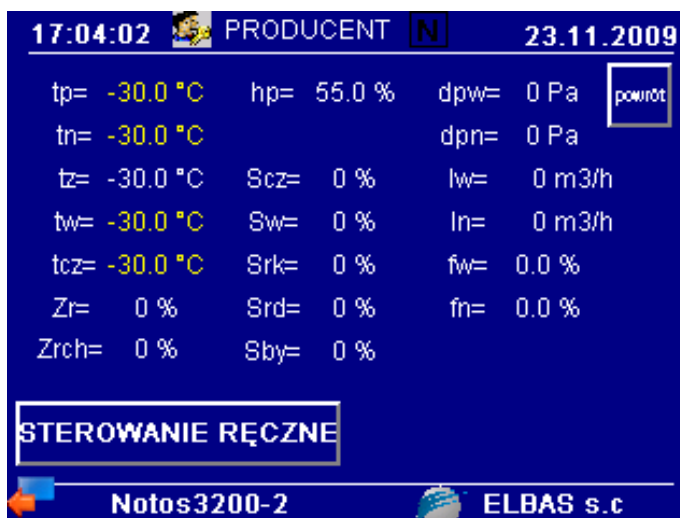 17:04:02 PRODUCENT N 23.11.2009
tp= -30.0 °C hp= 55.0 % dpw= 0 Pa powrót
tn= -30.0 °C dpn= 0 Pa
tz= -30.0 °C Scz= 0 % lw= 0 m3/h
tw= -30.0 °C Sw= 0 % ln= 0 m3/h
tcz= -30.0 °C Srk= 0 % fw= 0.0 %
Zr= 0 % Srd= 0 % fn= 0.0 %
Zrch= 0 % Sby= 0 %
STEROWANIE RĘCZNE
Notos3200-2 ELBAS s.c